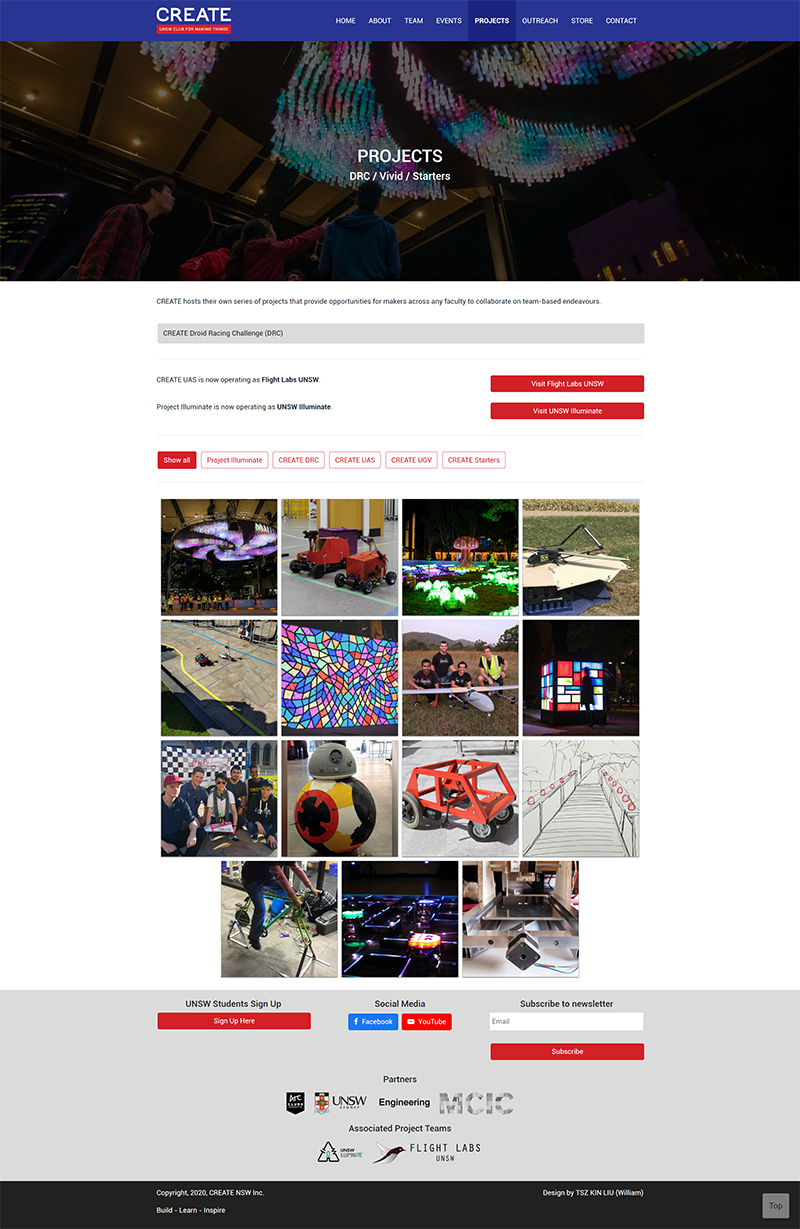 CREATE
UNSW CLUB FOR MAKING THINGS
HOME ABOUT TEAM EVENTS PROJECTS OUTREACH STORE CONTACT
PROJECTS
DRC / Vivid / Starters
CREATE hosts their own series of projects that provide opportunities for makers across any faculty to collaborate on team-based endeavours.
CREATE Droid Racing Challenge (DRC)
CREATE UAS is now operating as Flight Labs UNSW.
Visit Flight Labs UNSW
Project Illuminate is now operating as UNSW Illuminate.
Visit UNSW Illuminate
Show all Project Illuminate CREATE DRC CREATE UAS CREATE UGV CREATE Starters
UNSW Students Sign Up
Sign Up Here
Social Media
Facebook YouTube
Subscribe to newsletter
Email
Subscribe
Partners
Arc
CLUBS
UNSW
SYDNEY
Engineering
MCIC
Associated Project Teams
UNSW
ILLUMINATE
FLIGHT LABS
UNSW
Copyright, 2020, CREATE NSW Inc.
Design by TSZ KIN LIU (William)
Build - Learn - Inspire
Top